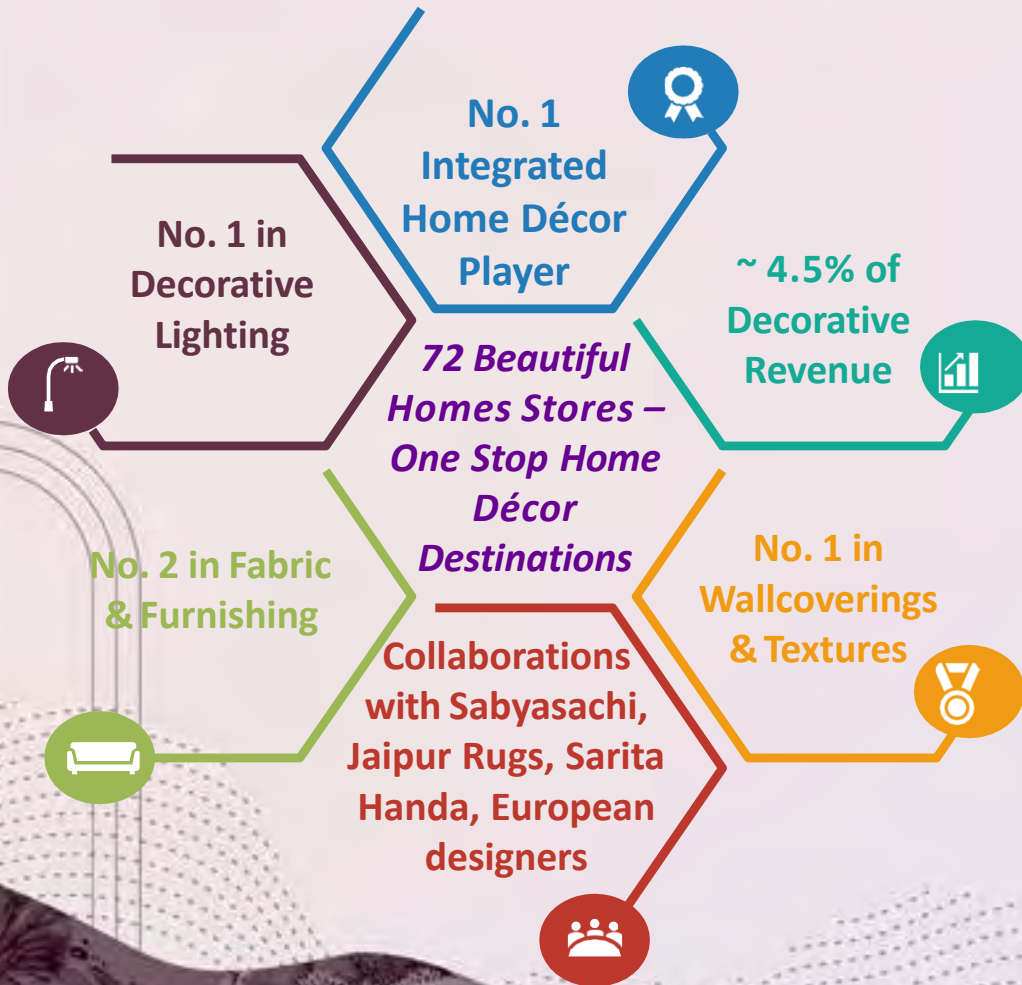 No. 1
Integrated
Home Décor
Player
No. 1 in
Decorative
Lighting
~ 4.5% of
Decorative
Revenue
72 Beautiful
Homes Stores –
One Stop Home
Décor
Destinations
No. 2 in Fabric
& Furnishing
No. 1 in
Wallcoverings
& Textures
Collaborations
with Sabyasachi,
Jaipur Rugs, Sarita
Handa, European
designers